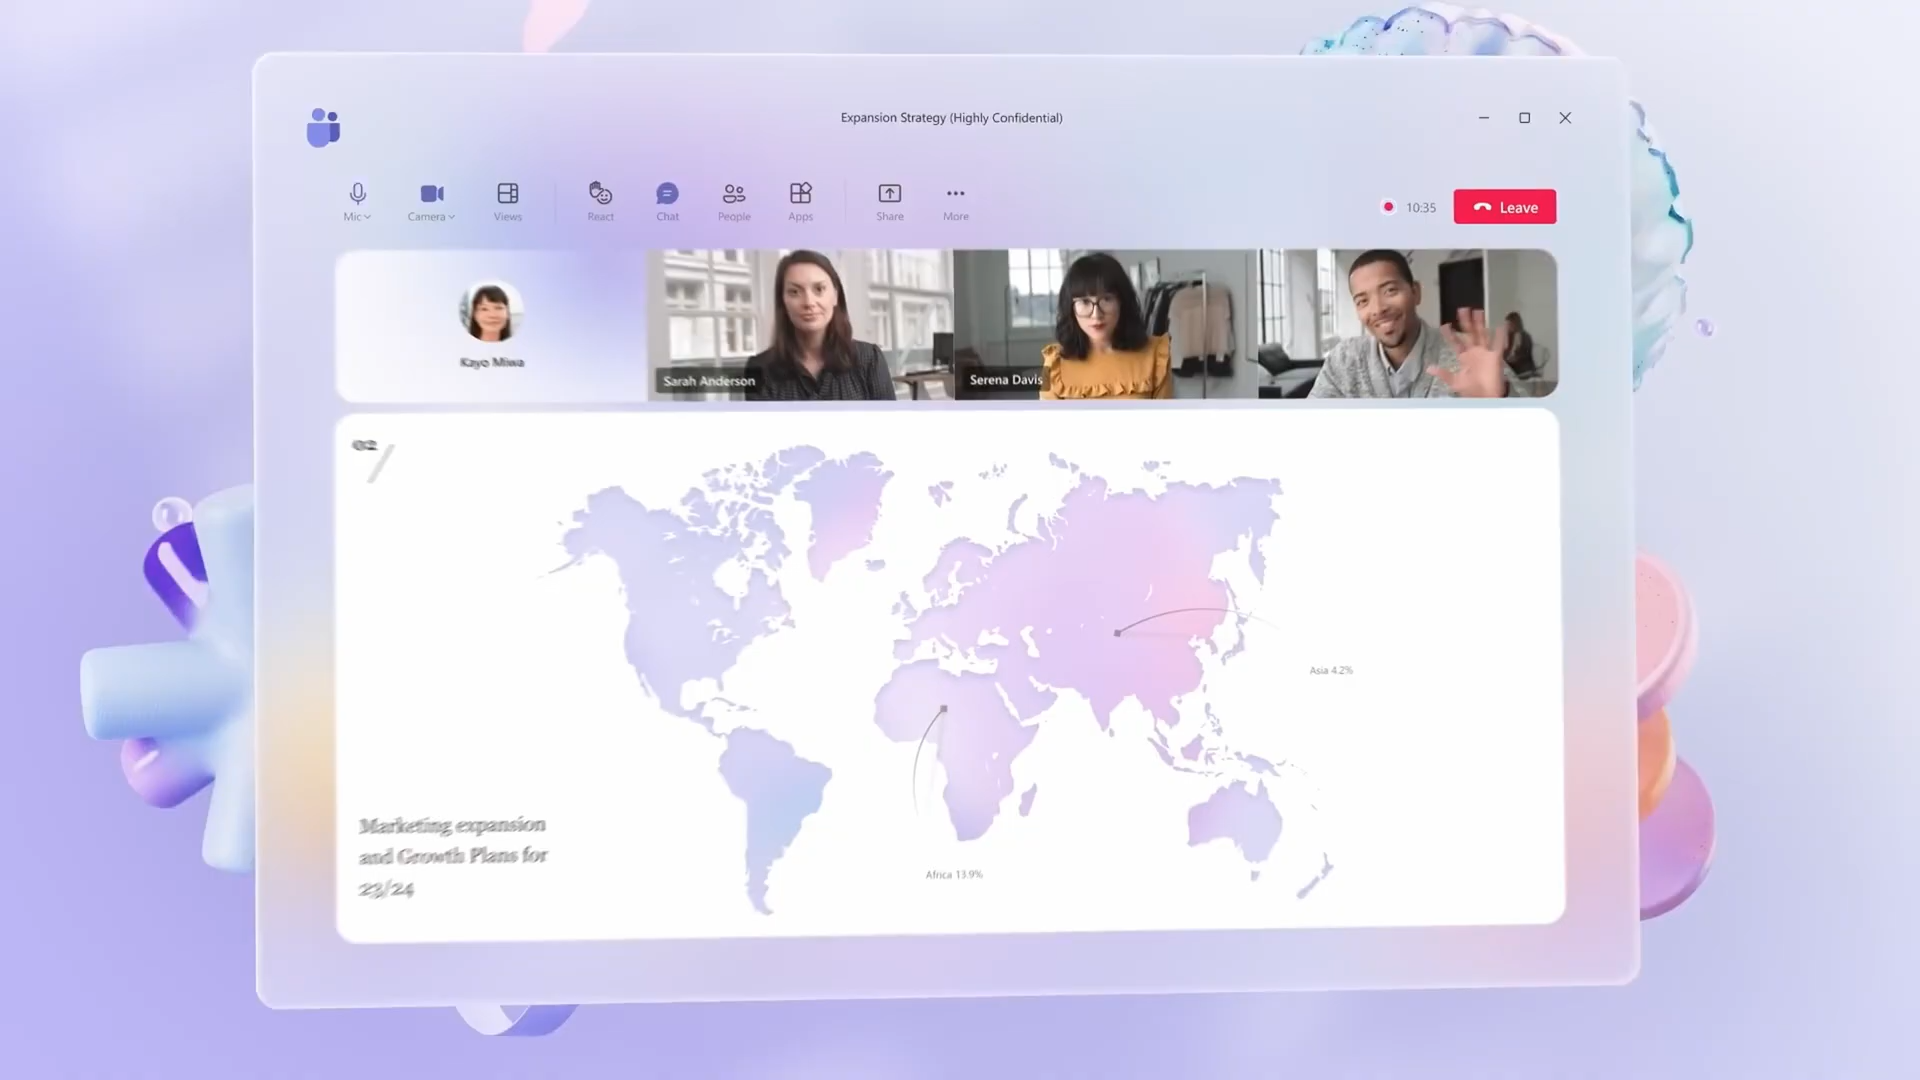 Expansion Strategy (Highly Confidential)
Mic
Camera
Views
React
Chat
People
Apps
Share
More
10:35
Leave
Kayo Miwa
Sarah Anderson
Serena Davis
02
Asia 4.2%
Africa 13.9%
Marketing expansion
and Growth Plans for
23/24